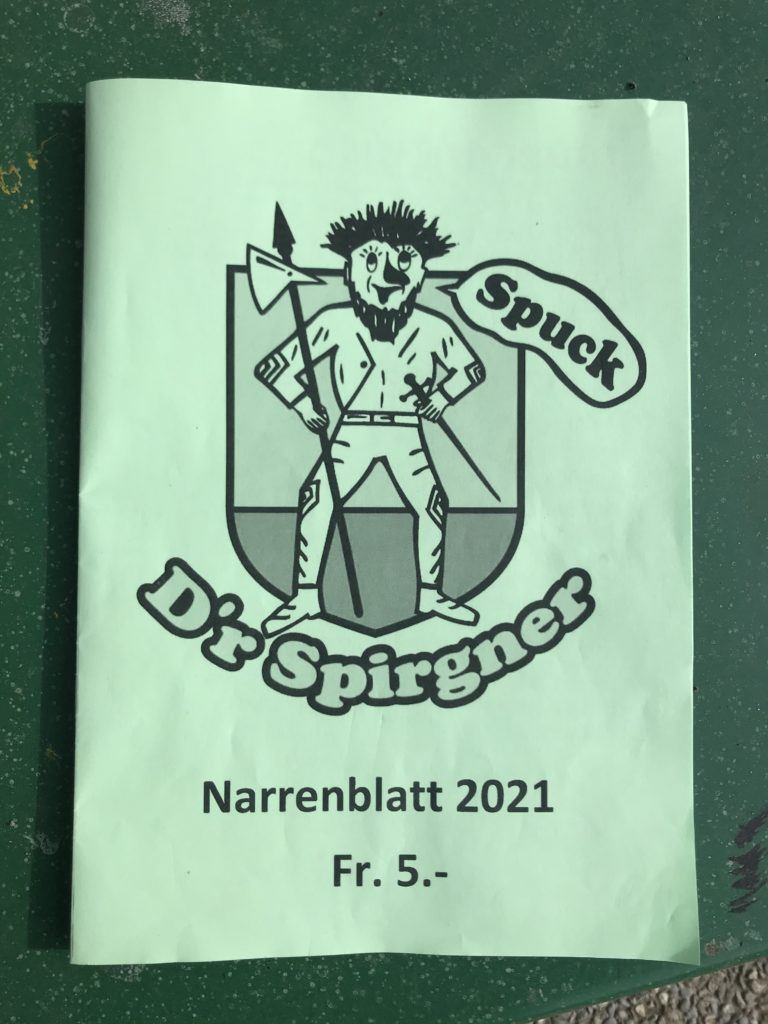 Spuck
D'r Spirgner
Narrenblatt 2021
Fr. 5.-